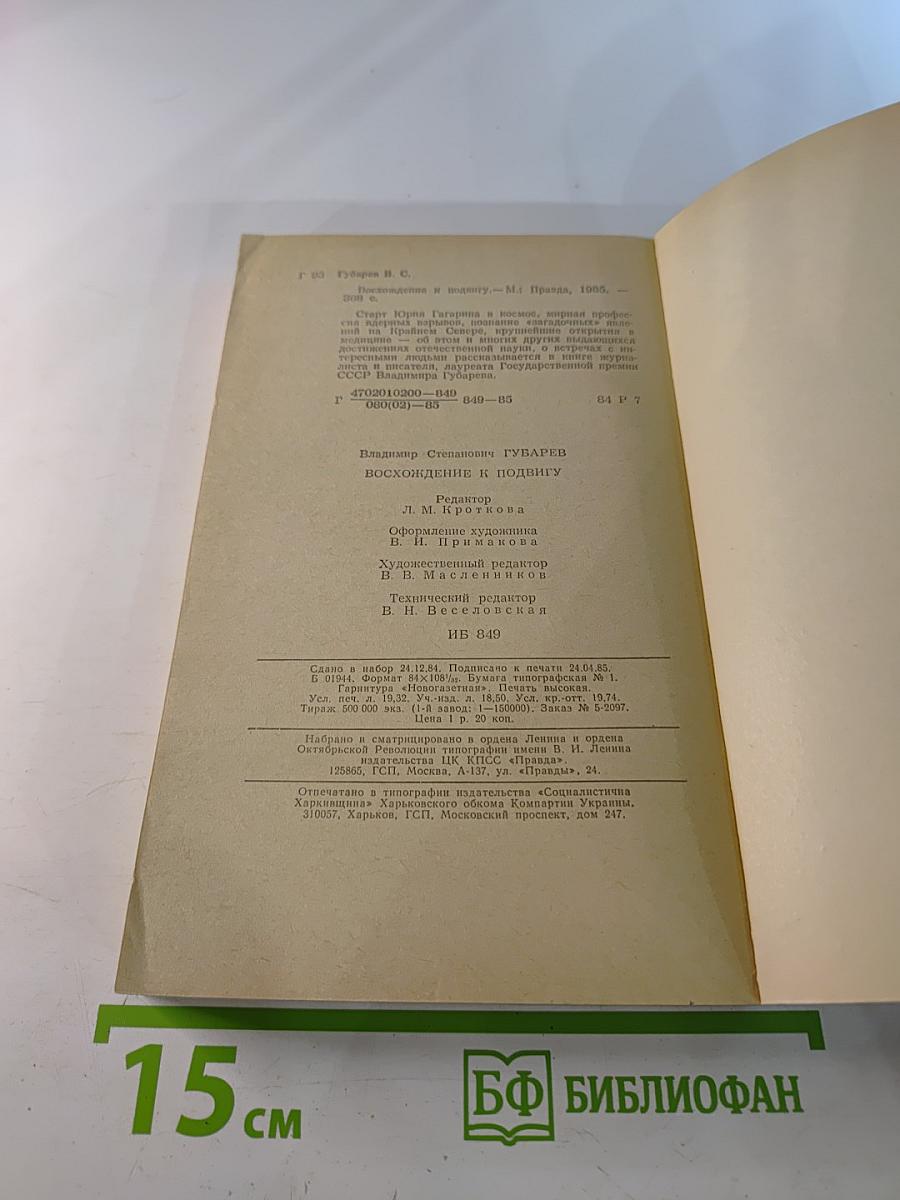 Г 93 Губарев В. С.
Восхождение к подвигу.— М.: Правда, 1985. —
368 с.
Старт Юрия Гагарина в космос, мирная профес-
сия ядерных взрывов, познание «загадочных» явле-
ний на Крайнем Севере, крупнейшие открытия в
медицине — об этом и многих других выдающихся
достижениях отечественной науки, о встречах с ин-
тересными людьми рассказывается в книге журна-
листа и писателя, лауреата Государственной премии
СССР Владимира Губарева.
Г 4702010200—849 849—85 84 Р 7
080(02)—85
Владимир Степанович ГУБАРЕВ
ВОСХОЖДЕНИЕ К ПОДВИГУ
Редактор
Л. М. Кроткова
Оформление художника
В. И. Примакова
Художественный редактор
В. В. Масленников
Технический редактор
В. Н. Веселовская
ИБ 849
Сдано в набор 24.12.84. Подписано к печати 24.04.85.
Б 01944. Формат 84×108¹/₃₂. Бумага типографская № 1.
Гарнитура «Новогазетная». Печать высокая.
Усл. печ. л. 19,32. Уч.-изд. л. 18,50. Усл. кр.-отт. 19,74.
Тираж 500 000 экз. (1-й завод: 1—150000). Заказ № 5-2097.
Цена 1 р. 20 коп.
Набрано и сматрицировано в ордена Ленина и ордена
Октябрьской Революции типографии имени В. И. Ленина
издательства ЦК КПСС «Правда».
125865, ГСП, Москва, А-137, ул. «Правды», 24.
Отпечатано в типографии издательства «Социалистична
Харкивщина» Харьковского обкома Компартии Украины.
310057, Харьков, ГСП, Московский проспект, дом 247.
15 см
БФ БИБЛИОФАН